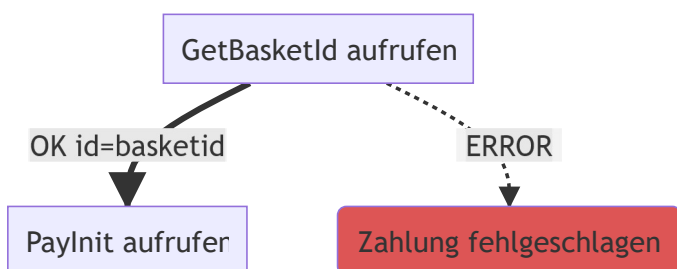 GetBasketId aufrufen
OK id=basketid
ERROR
PayInit aufrufen
Zahlung fehlgeschlagen